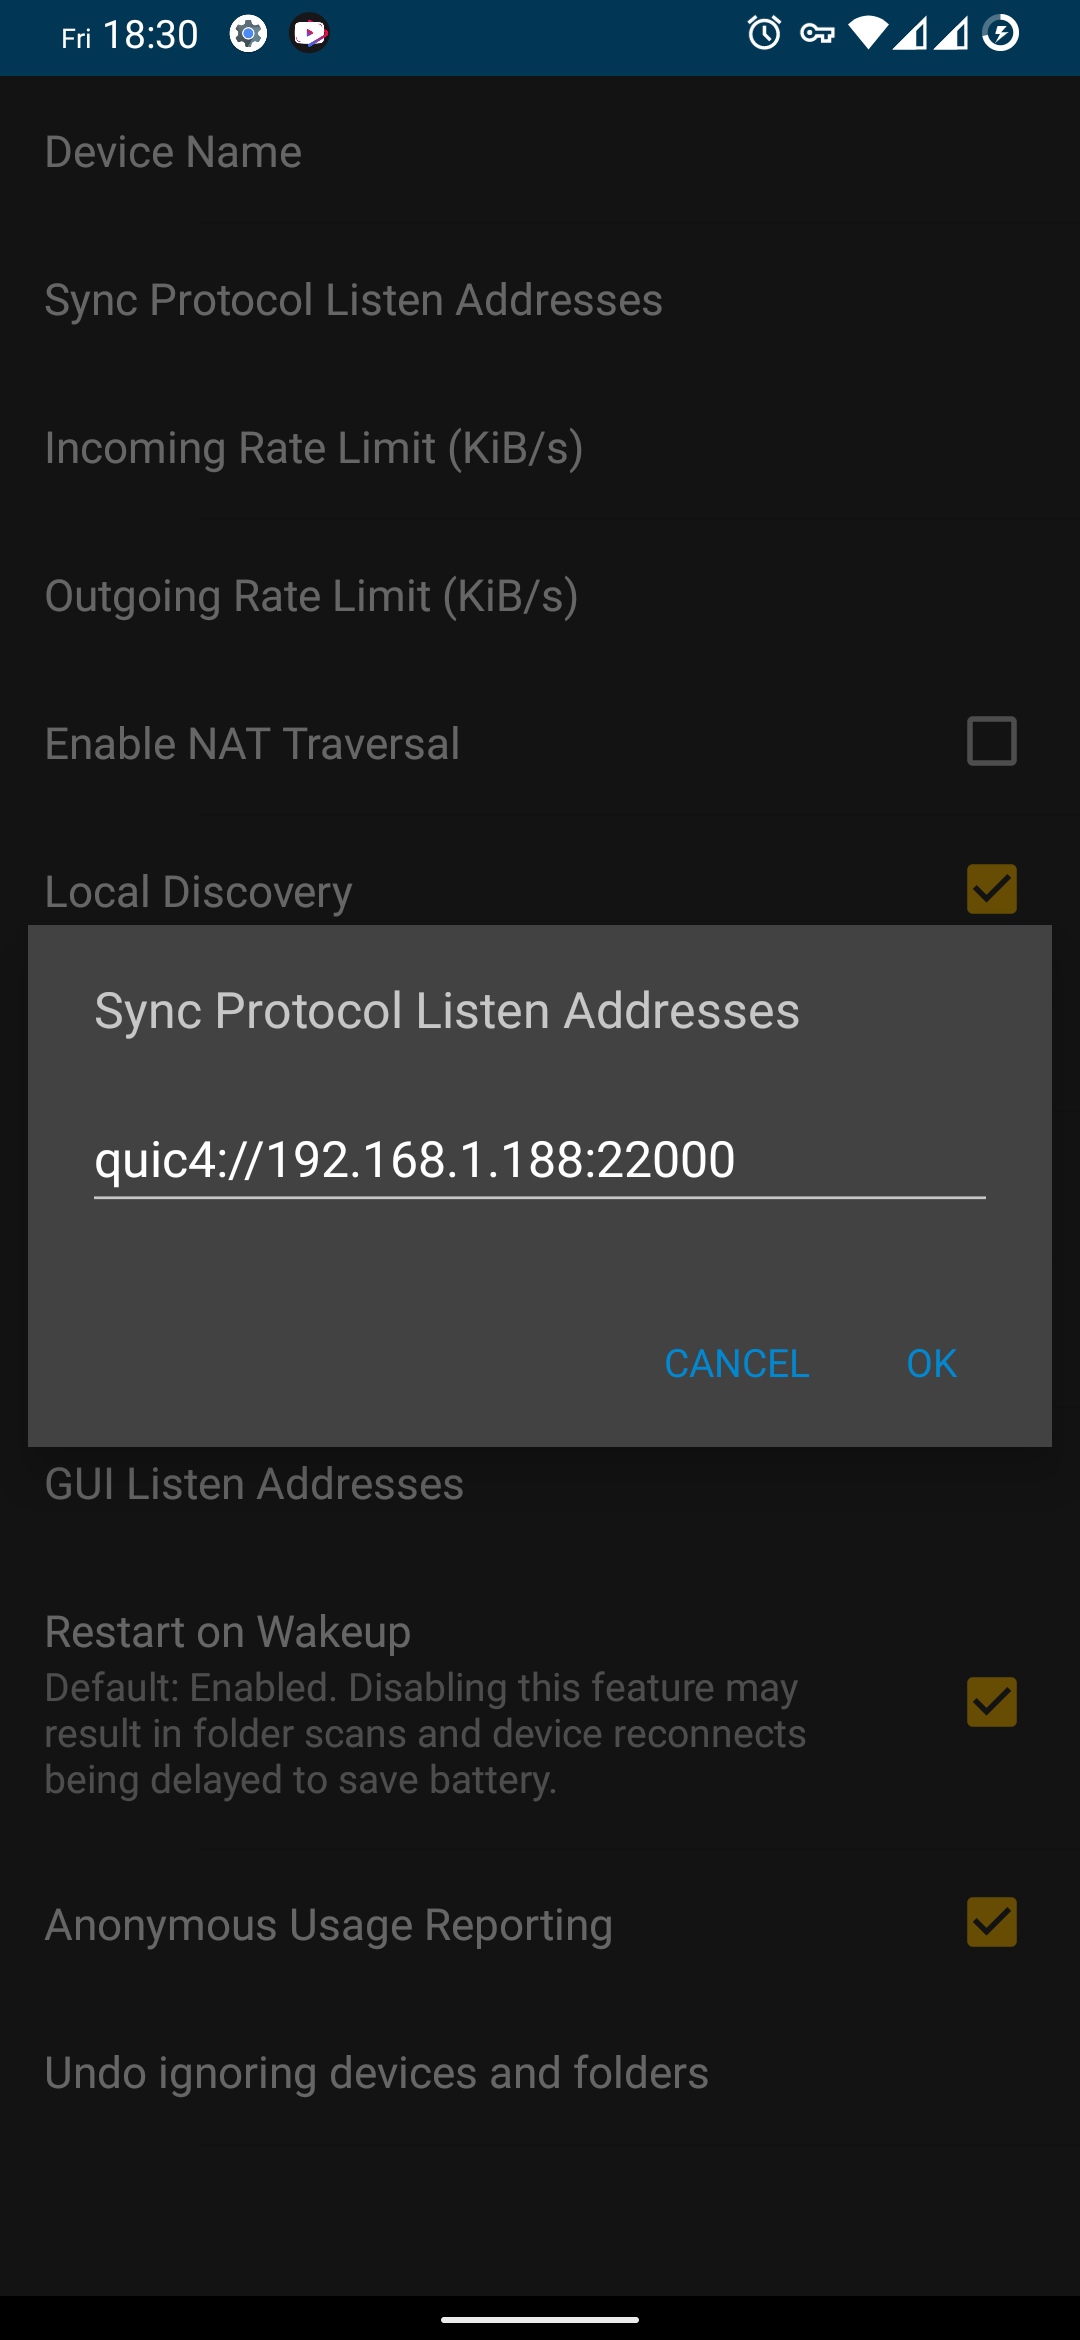 Fri 18:30
Device Name
Sync Protocol Listen Addresses
Incoming Rate Limit (KiB/s)
Outgoing Rate Limit (KiB/s)
Enable NAT Traversal
Local Discovery
Sync Protocol Listen Addresses
quic4://192.168.1.188:22000
CANCEL OK
GUI Listen Addresses
Restart on Wakeup
Default: Enabled. Disabling this feature may
result in folder scans and device reconnects
being delayed to save battery.
Anonymous Usage Reporting
Undo ignoring devices and folders